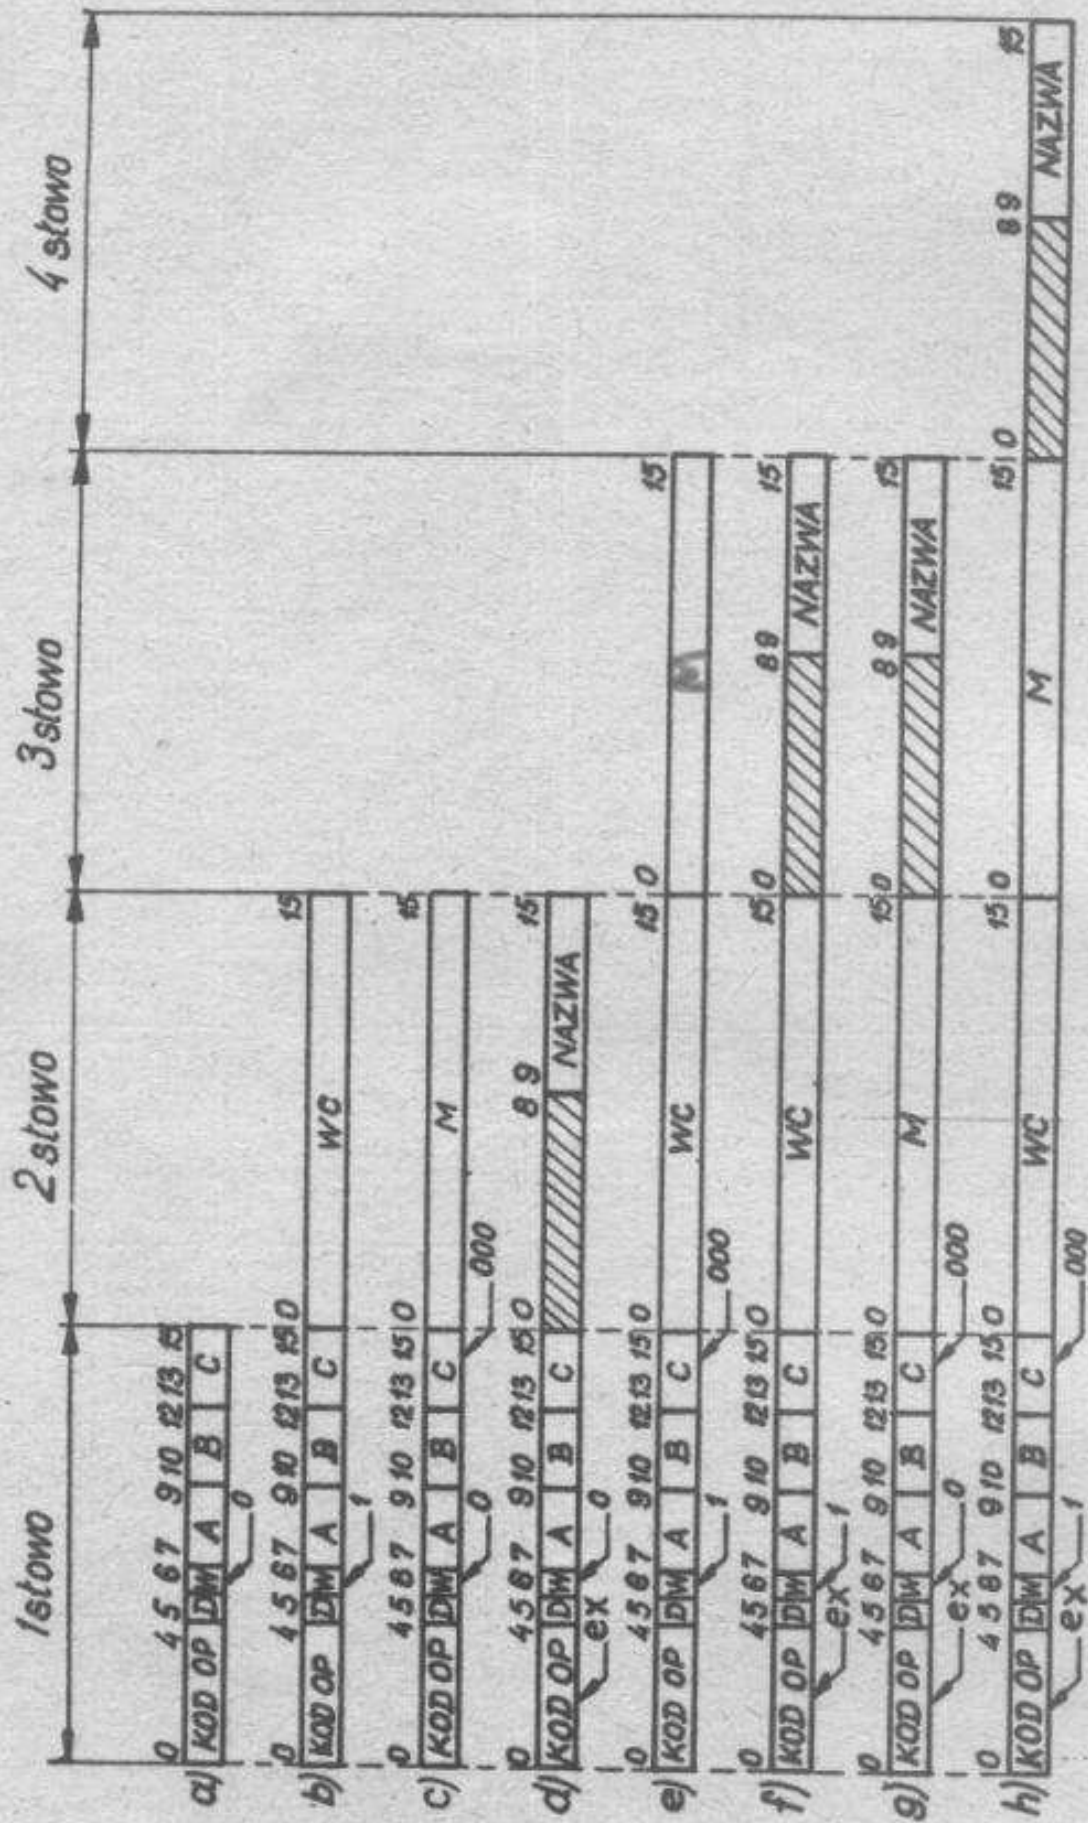 1 słowo 2 słowo 3 słowo 4 słowo
0 4 5 6 7 9 10 12 13 15
a) KOD OP D W A B C
0
0 4 5 6 7 9 10 12 13 15 0 15
b) KOD OP D W A B C WC
1
0 4 5 6 7 9 10 12 13 15 0 15
c) KOD OP D W A B C M
0 000
0 4 5 6 7 9 10 12 13 15 0 8 9 15
d) KOD OP D W A B C NAZWA
ex 0
0 4 5 6 7 9 10 12 13 15 0 15 0 15
e) KOD OP D W A B C WC
1 000
0 4 5 6 7 9 10 12 13 15 0 15 0 8 9 15
f) KOD OP D W A B C WC NAZWA
ex 1
0 4 5 6 7 9 10 12 13 15 0 15 0 8 9 15
g) KOD OP D W A B C M NAZWA
ex 0 000
0 4 5 6 7 9 10 12 13 15 0 15 0 15 0 8 9 15
h) KOD OP D W A B C WC M NAZWA
ex 1 000